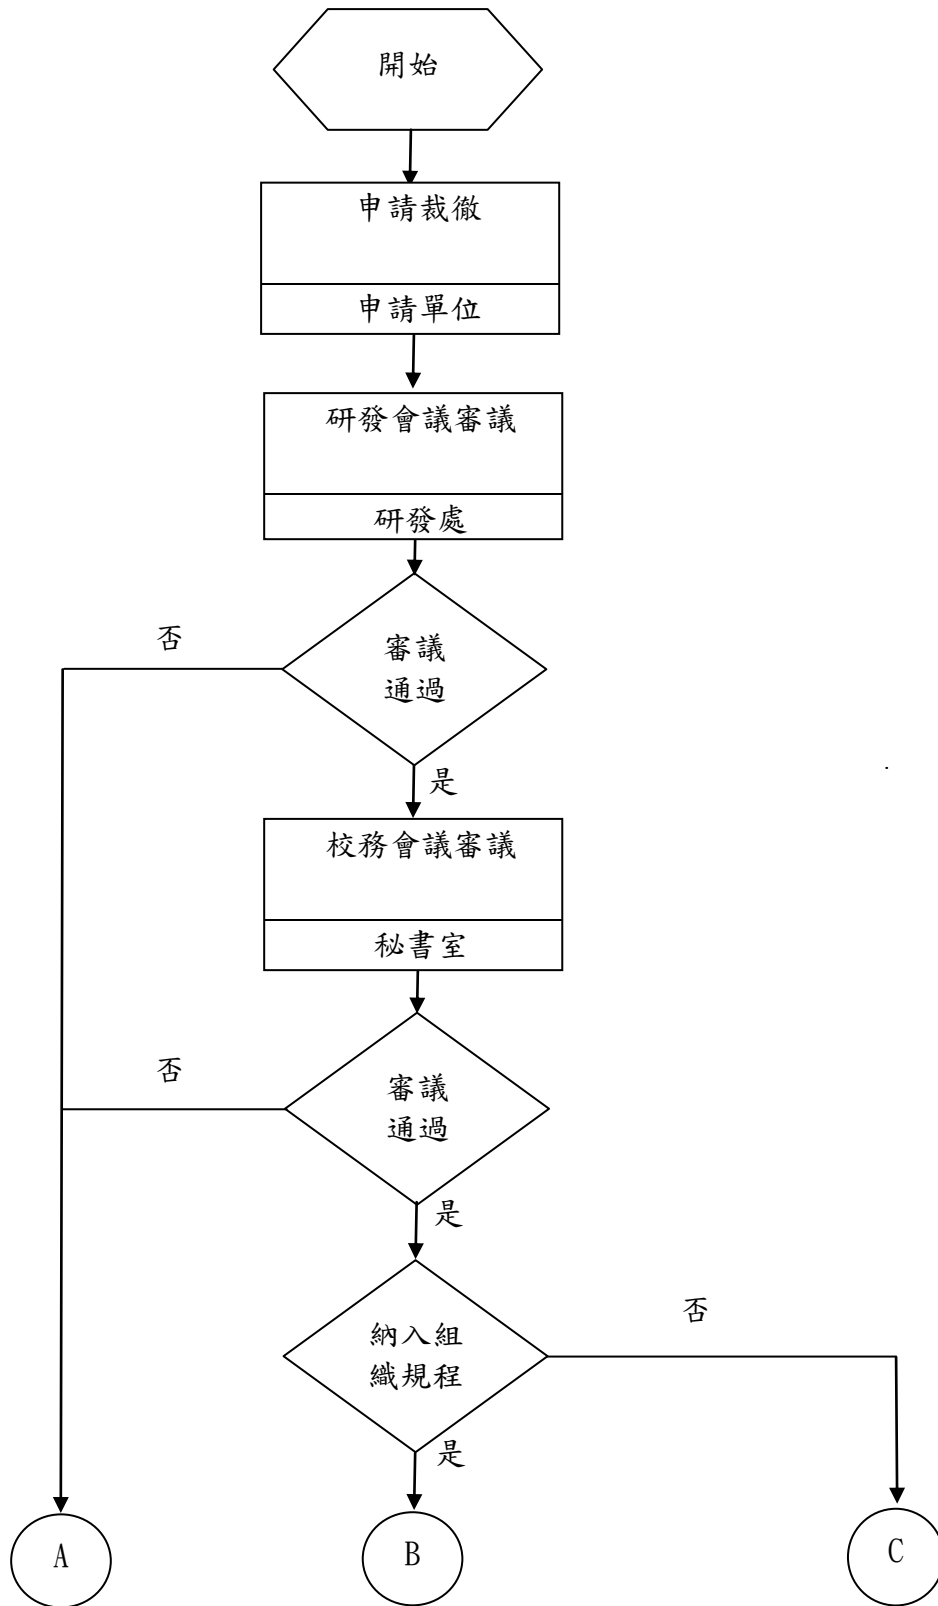 開始
申請裁徹
申請單位
研發會議審議
研發處
否
審議
通過
是
校務會議審議
秘書室
否
審議
通過
是
否
納入組
織規程
是
A
B
C